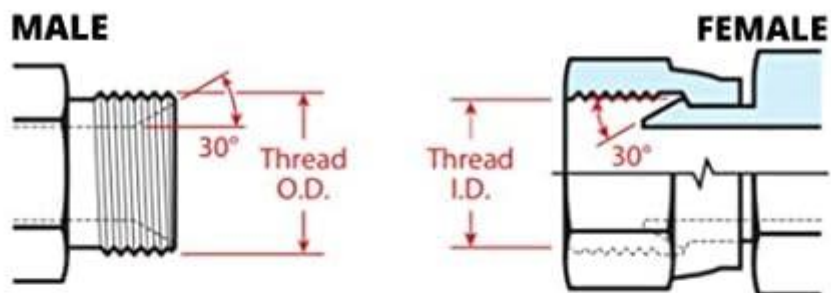 MALE
FEMALE
30°
Thread
O.D.
Thread
I.D.
30°